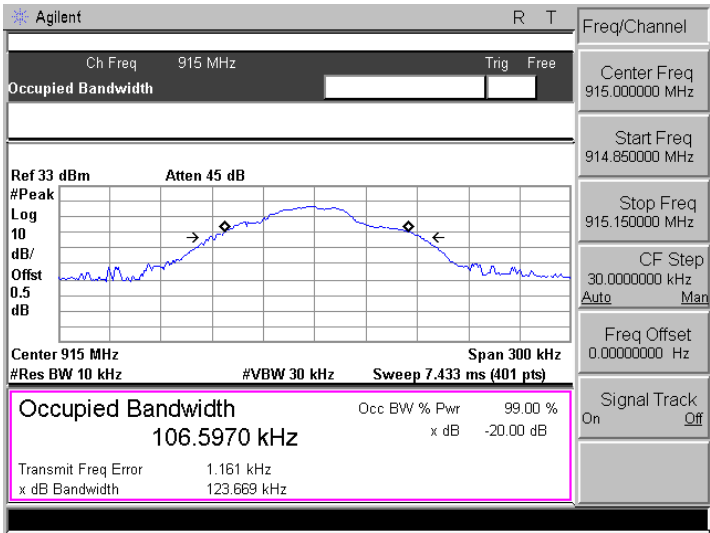 Agilent
R T
Freq/Channel
Ch Freq 915 MHz Trig Free
Occupied Bandwidth
Center Freq
915.000000 MHz
Start Freq
914.850000 MHz
Stop Freq
915.150000 MHz
CF Step
30.0000000 kHz
Auto Man
Freq Offset
0.00000000 Hz
Signal Track
On Off
Ref 33 dBm Atten 45 dB
#Peak
Log
10
dB/
Offst
0.5
dB
Center 915 MHz Span 300 kHz
#Res BW 10 kHz #VBW 30 kHz Sweep 7.433 ms (401 pts)
Occupied Bandwidth
106.5970 kHz
Occ BW % Pwr 99.00 %
x dB -20.00 dB
Transmit Freq Error 1.161 kHz
x dB Bandwidth 123.669 kHz